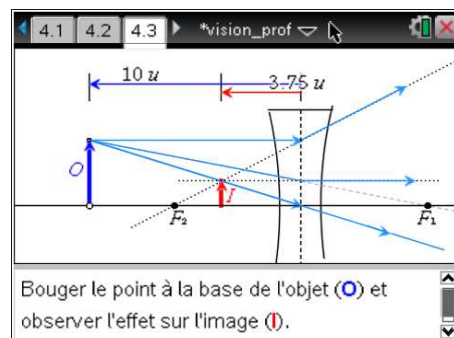 4.1 4.2 4.3 *vision_prof
10 u 3.75 u
O I
F₂ F₁
Bouger le point à la base de l'objet (O) et
observer l'effet sur l'image (I).